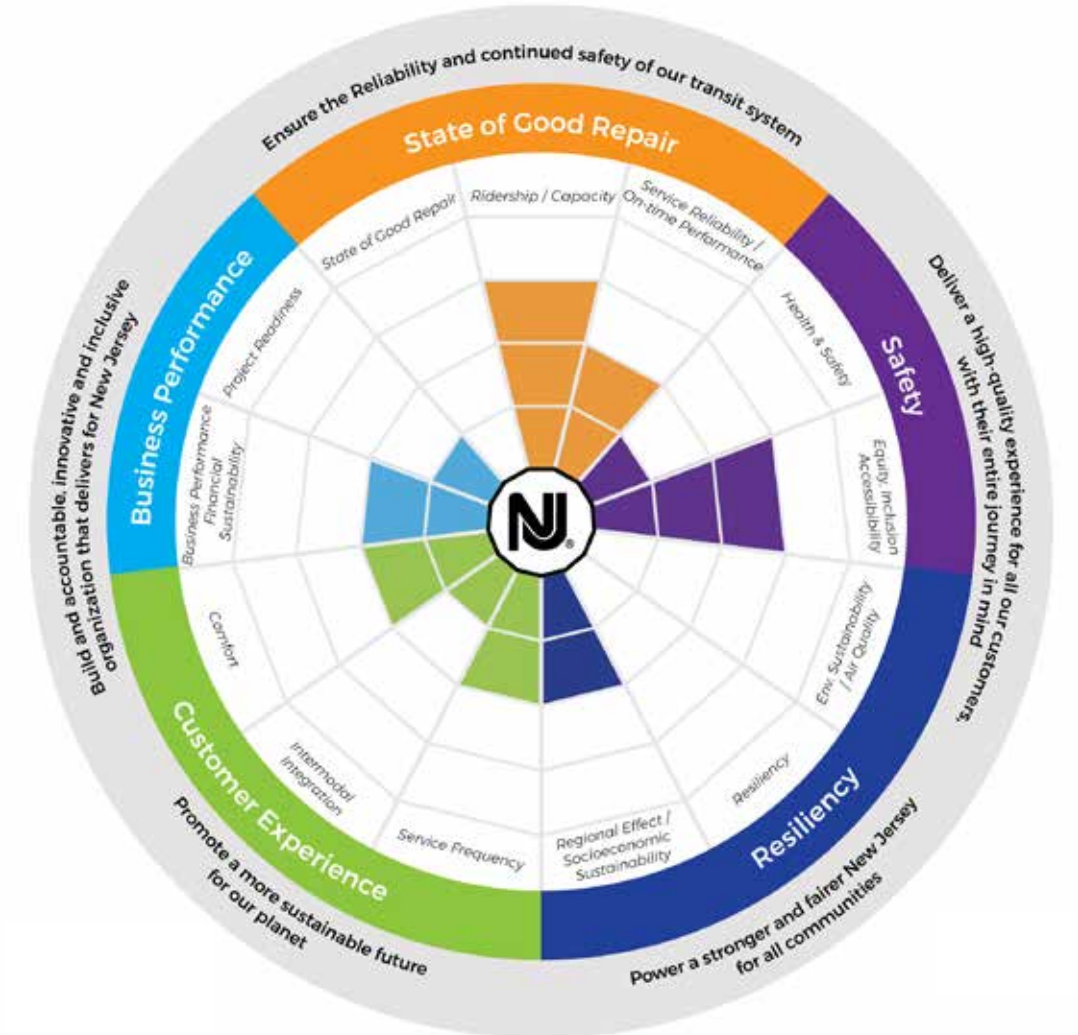 Ensure the Reliability and continued safety of our transit system
State of Good Repair
State of Good Repair
Ridership / Capacity
Service Reliability /
On-time Performance
Safety
Health & Safety
Equity, Inclusion
Accessibibility
Deliver a high-quality experience for all our customers,
with their entire journey in mind
Resiliency
Env. Sustainability
/ Air Quality
Resiliency
Regional Effect /
Socioeconomic
Sustainability
Power a stronger and fairer New Jersey
for all communities
Customer Experience
Service Frequency
Intermodal
Integration
Comfort
Promote a more sustainable future
for our planet
Business Performance
Business Performance
Financial
Sustainability
Project Readiness
Build and accountable, innovative and inclusive
organization that delivers for New Jersey
NJ
®